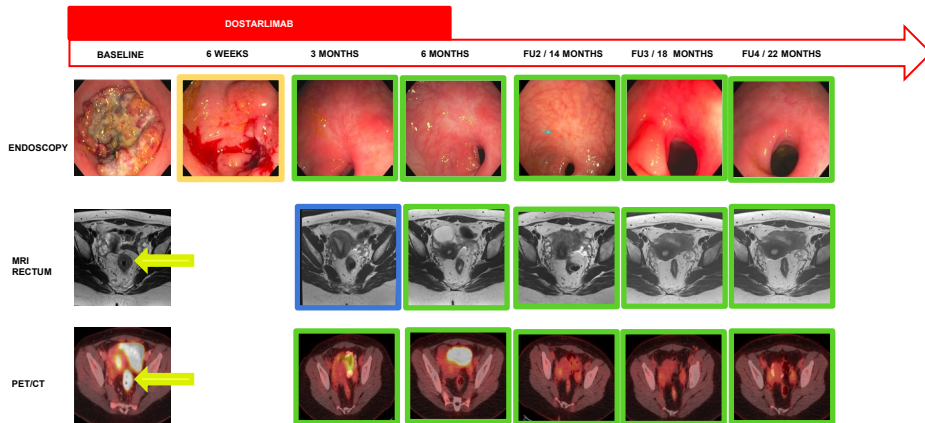 DOSTARLIMAB
BASELINE 6 WEEKS 3 MONTHS 6 MONTHS FU2 / 14 MONTHS FU3 / 18 MONTHS FU4 / 22 MONTHS
ENDOSCOPY
MRI
RECTUM
PET/CT